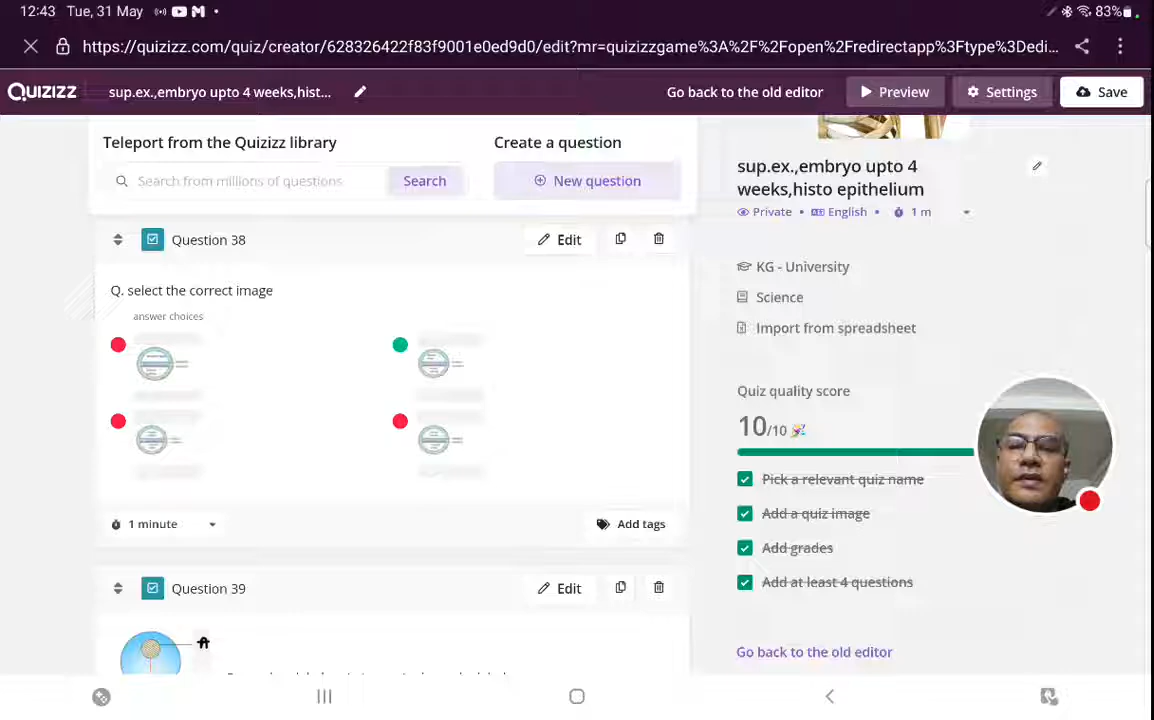 12:43 Tue, 31 May
83%
https://quizizz.com/quiz/creator/628326422f83f9001e0ed9d0/edit?mr=quizizzgame%3A%2F%2Fopen%2Fredirectapp%3Ftype%3Dedi...
QUIZIZZ
sup.ex.,embryo upto 4 weeks,hist...
Go back to the old editor
Preview
Settings
Save
Teleport from the Quizizz library
Create a question
Search from millions of questions
Search
New question
sup.ex.,embryo upto 4
weeks,histo epithelium
Private • English • 1 m
Question 38
Edit
KG - University
Q. select the correct image
Science
answer choices
Import from spreadsheet
Quiz quality score
10/10
Pick a relevant quiz name
Add a quiz image
1 minute
Add tags
Add grades
Add at least 4 questions
Question 39
Edit
Go back to the old editor